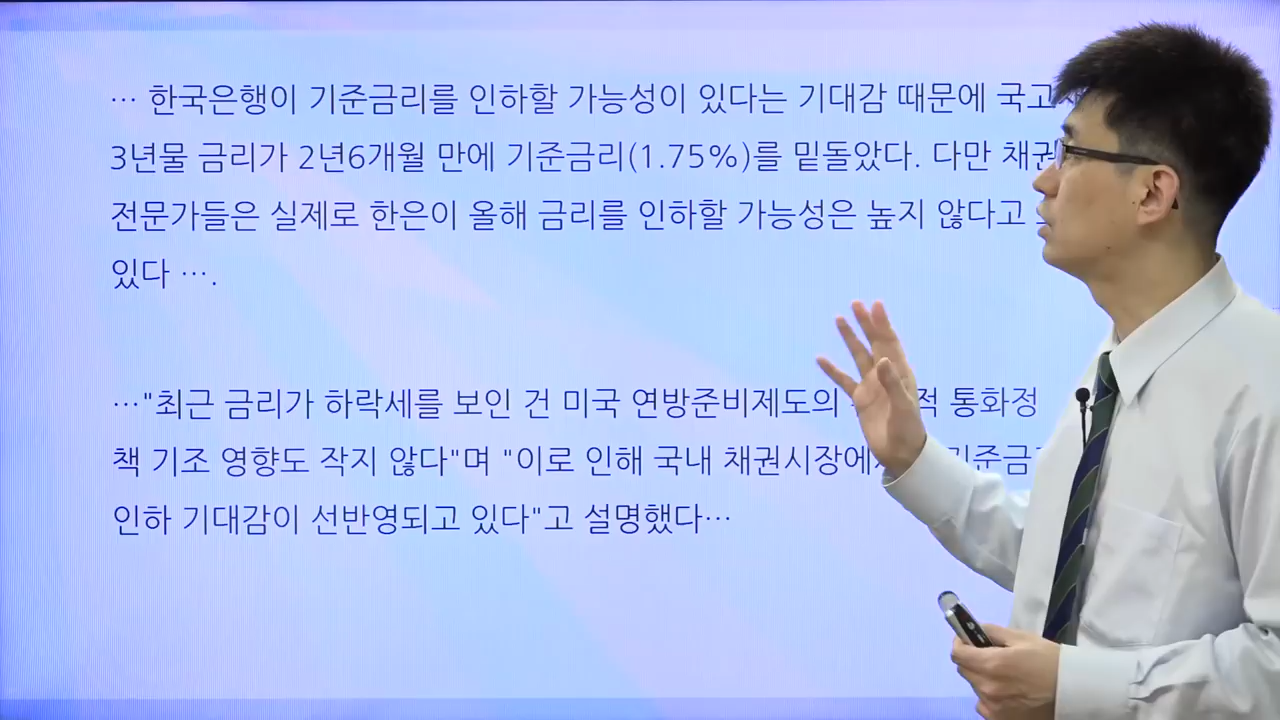 … 한국은행이 기준금리를 인하할 가능성이 있다는 기대감 때문에
3년물 금리가 2년6개월 만에 기준금리(1.75%)를 밑돌았다. 다만
전문가들은 실제로 한은이 올해 금리를 인하할 가능성은 높지 않다고
있다 ….
…"최근 금리가 하락세를 보인 건 미국 연방준비제도의 통화정
책 기조 영향도 작지 않다"며 "이로 인해 국내 채권시장에
인하 기대감이 선반영되고 있다"고 설명했다…